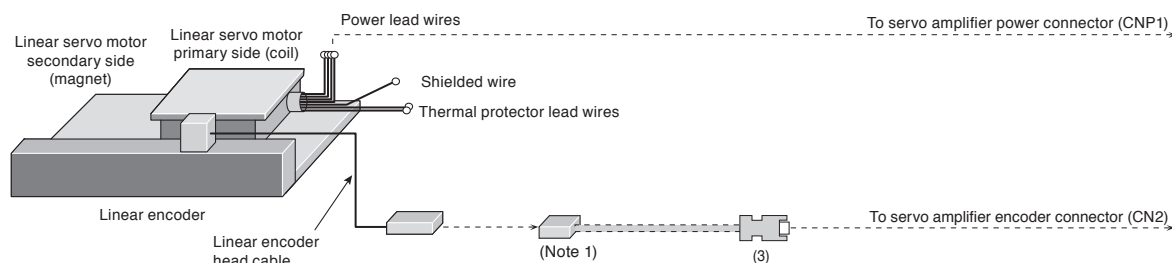 Power lead wires
To servo amplifier power connector (CNP1)
Linear servo motor
secondary side
(magnet)
Linear servo motor
primary side (coil)
Shielded wire
Thermal protector lead wires
Linear encoder
Linear encoder
head cable
(Note 1)
(3)
To servo amplifier encoder connector (CN2)